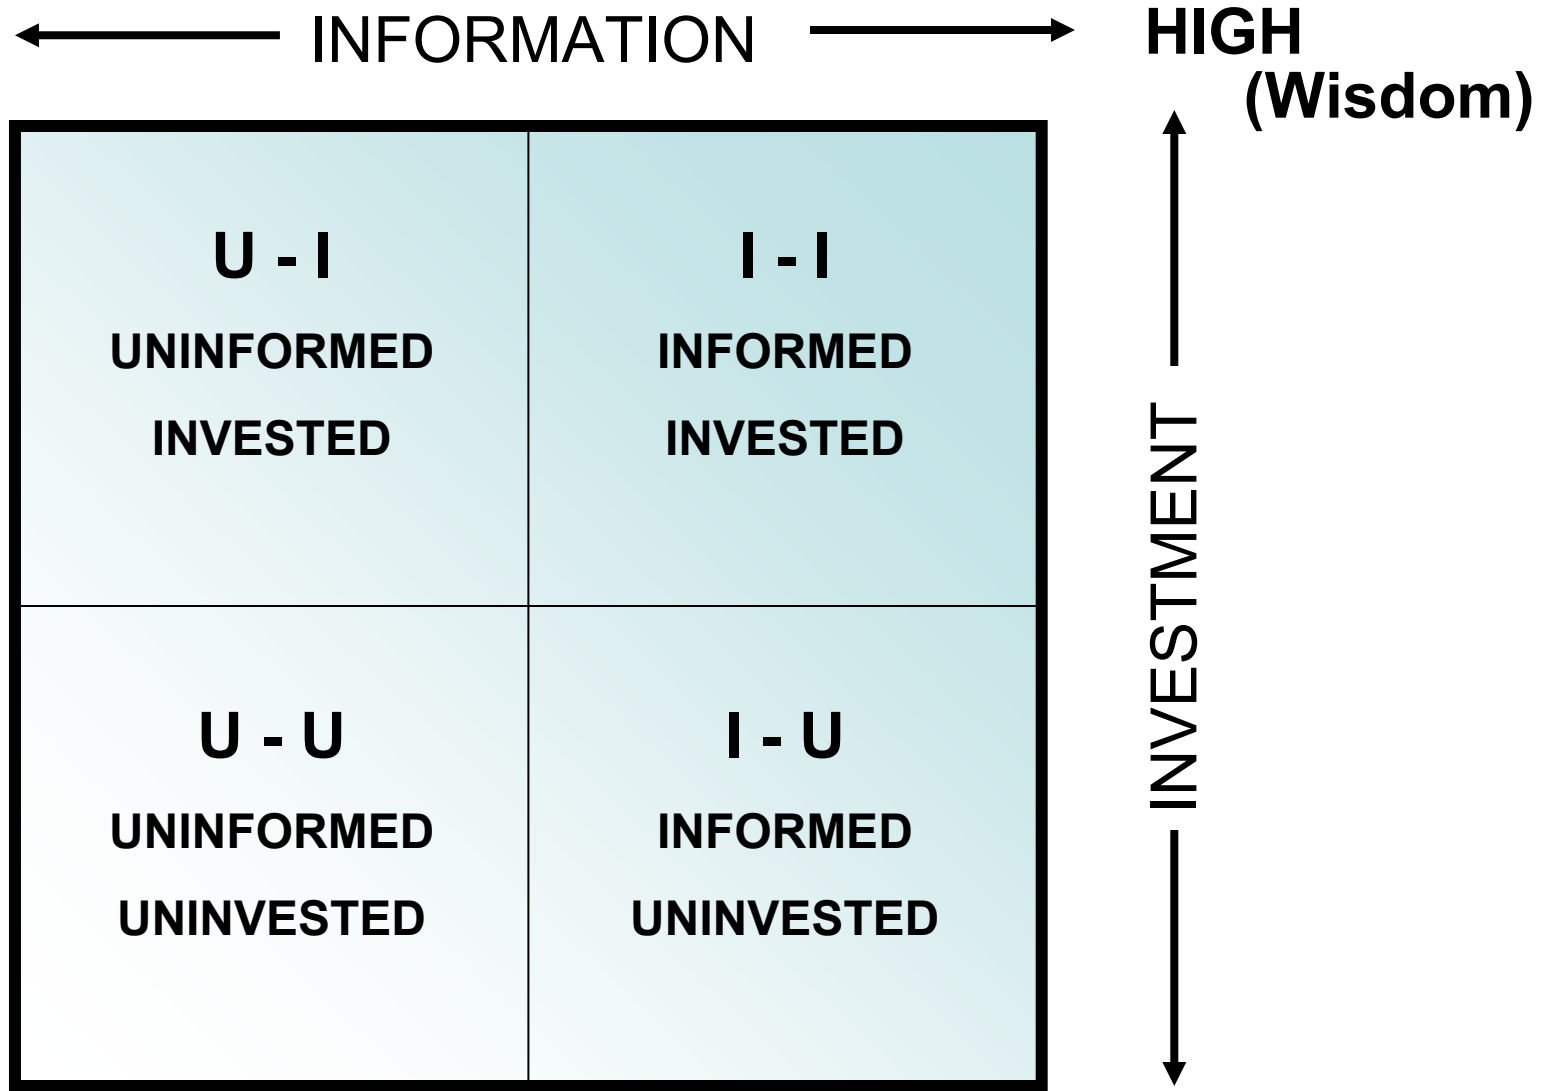 INFORMATION
HIGH
(Wisdom)
U - I
UNINFORMED
INVESTED
I - I
INFORMED
INVESTED
U - U
UNINFORMED
UNINVESTED
I - U
INFORMED
UNINVESTED
INVESTMENT